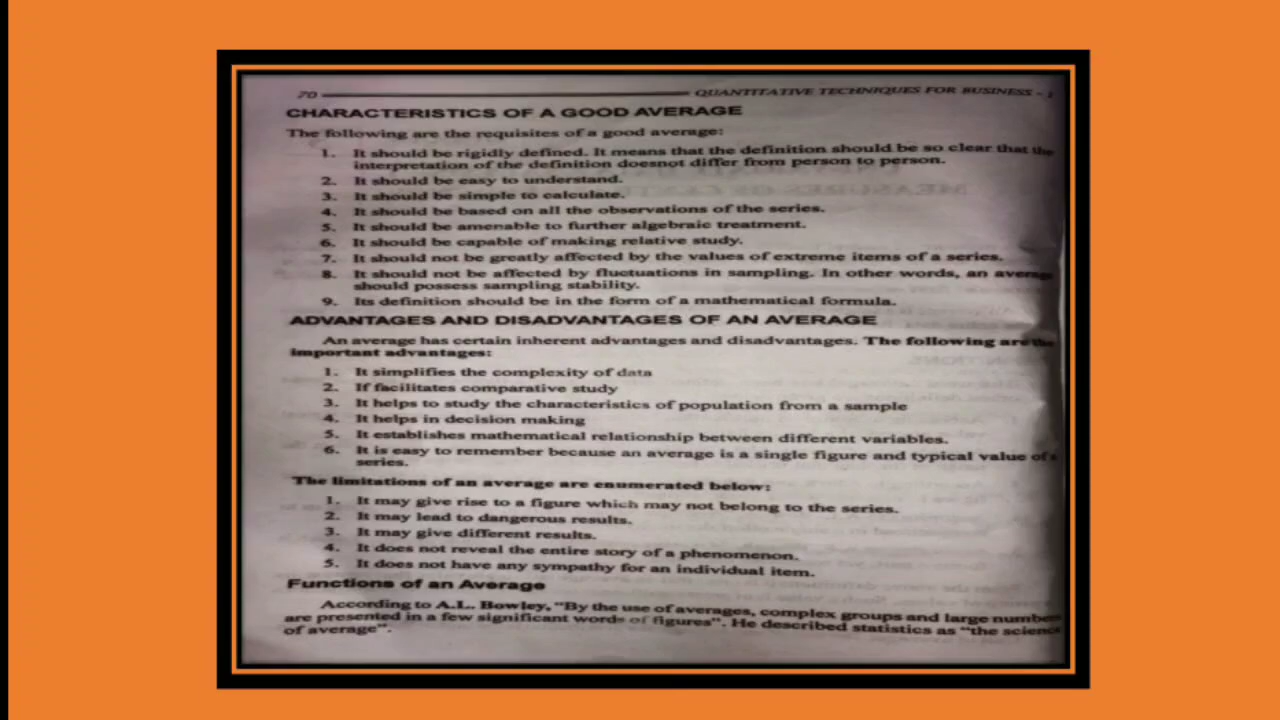 70 QUANTITATIVE TECHNIQUES FOR BUSINESS - I
CHARACTERISTICS OF A GOOD AVERAGE
The following are the requisites of a good average:
1. It should be rigidly defined. It means that the definition should be so clear that the
interpretation of the definition doesnot differ from person to person.
2. It should be easy to understand.
3. It should be simple to calculate.
4. It should be based on all the observations of the series.
5. It should be amenable to further algebraic treatment.
6. It should be capable of making relative study.
7. It should not be greatly affected by the values of extreme items of a series.
8. It should not be affected by fluctuations in sampling. In other words, an average
should possess sampling stability.
9. Its definition should be in the form of a mathematical formula.
ADVANTAGES AND DISADVANTAGES OF AN AVERAGE
An average has certain inherent advantages and disadvantages. The following are the
important advantages:
1. It simplifies the complexity of data
2. If facilitates comparative study
3. It helps to study the characteristics of population from a sample
4. It helps in decision making
5. It establishes mathematical relationship between different variables.
6. It is easy to remember because an average is a single figure and typical value of
series.
The limitations of an average are enumerated below:
1. It may give rise to a figure which may not belong to the series.
2. It may lead to dangerous results.
3. It may give different results.
4. It does not reveal the entire story of a phenomenon.
5. It does not have any sympathy for an individual item.
Functions of an Average
According to A.L. Bowley, "By the use of averages, complex groups and large numbers
are presented in a few significant words of figures". He described statistics as "the science
of average".